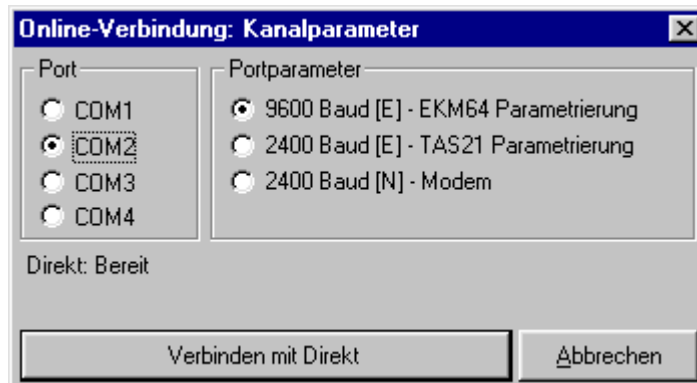 Online-Verbindung: Kanalparameter
Port
COM1
COM2
COM3
COM4
Portparameter
9600 Baud [E] - EKM64 Parametrierung
2400 Baud [E] - TAS21 Parametrierung
2400 Baud [N] - Modem
Direkt: Bereit
Verbinden mit Direkt
Abbrechen